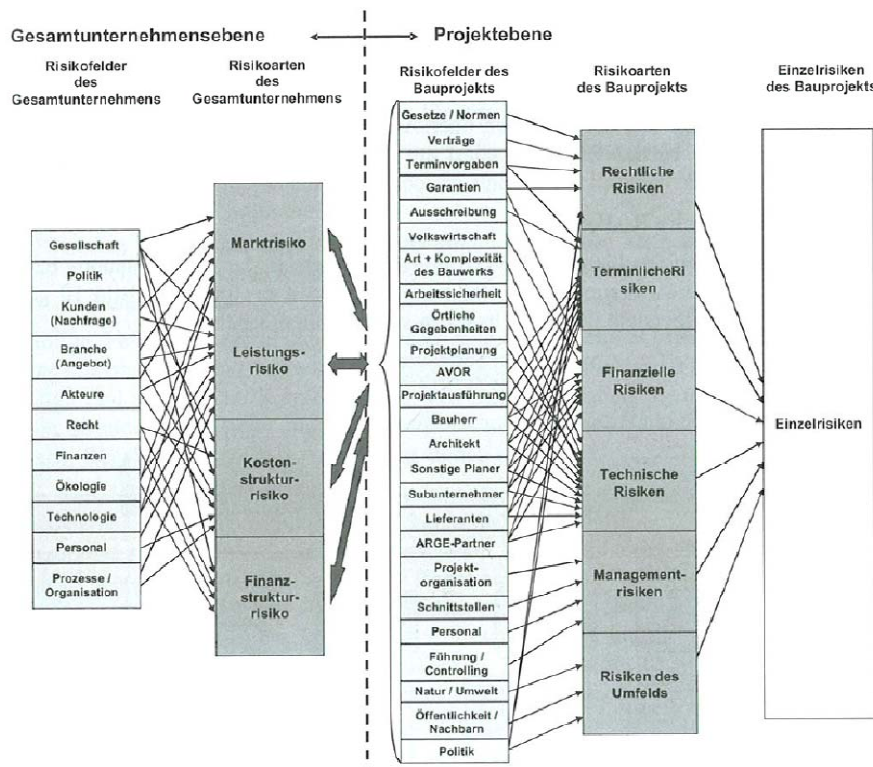 Gesamtunternehmensebene
Projektebene
Risikofelder
des
Gesamtunternehmens
Risikoarten
des
Gesamtunternehmens
Risikofelder des
Bauprojekts
Risikoarten
des Bauprojekts
Einzelrisiken
des Bauprojekts
Gesellschaft
Politik
Kunden
(Nachfrage)
Branche
(Angebot)
Akteure
Recht
Finanzen
Ökologie
Technologie
Personal
Prozesse /
Organisation
Marktrisiko
Leistungs-
risiko
Kosten-
struktur-
risiko
Finanz-
struktur-
risiko
Gesetze / Normen
Verträge
Terminvorgaben
Garantien
Ausschreibung
Volkswirtschaft
Art + Komplexität
des Bauwerks
Arbeitssicherheit
Örtliche
Gegebenheiten
Projektplanung
AVOR
Projektausführung
Bauherr
Architekt
Sonstige Planer
Subunternehmer
Lieferanten
ARGE-Partner
Projekt-
organisation
Schnittstellen
Personal
Führung /
Controlling
Natur / Umwelt
Öffentlichkeit /
Nachbarn
Politik
Rechtliche
Risiken
TerminlicheRi
siken
Finanzielle
Risiken
Technische
Risiken
Management-
risiken
Risiken des
Umfelds
Einzelrisiken